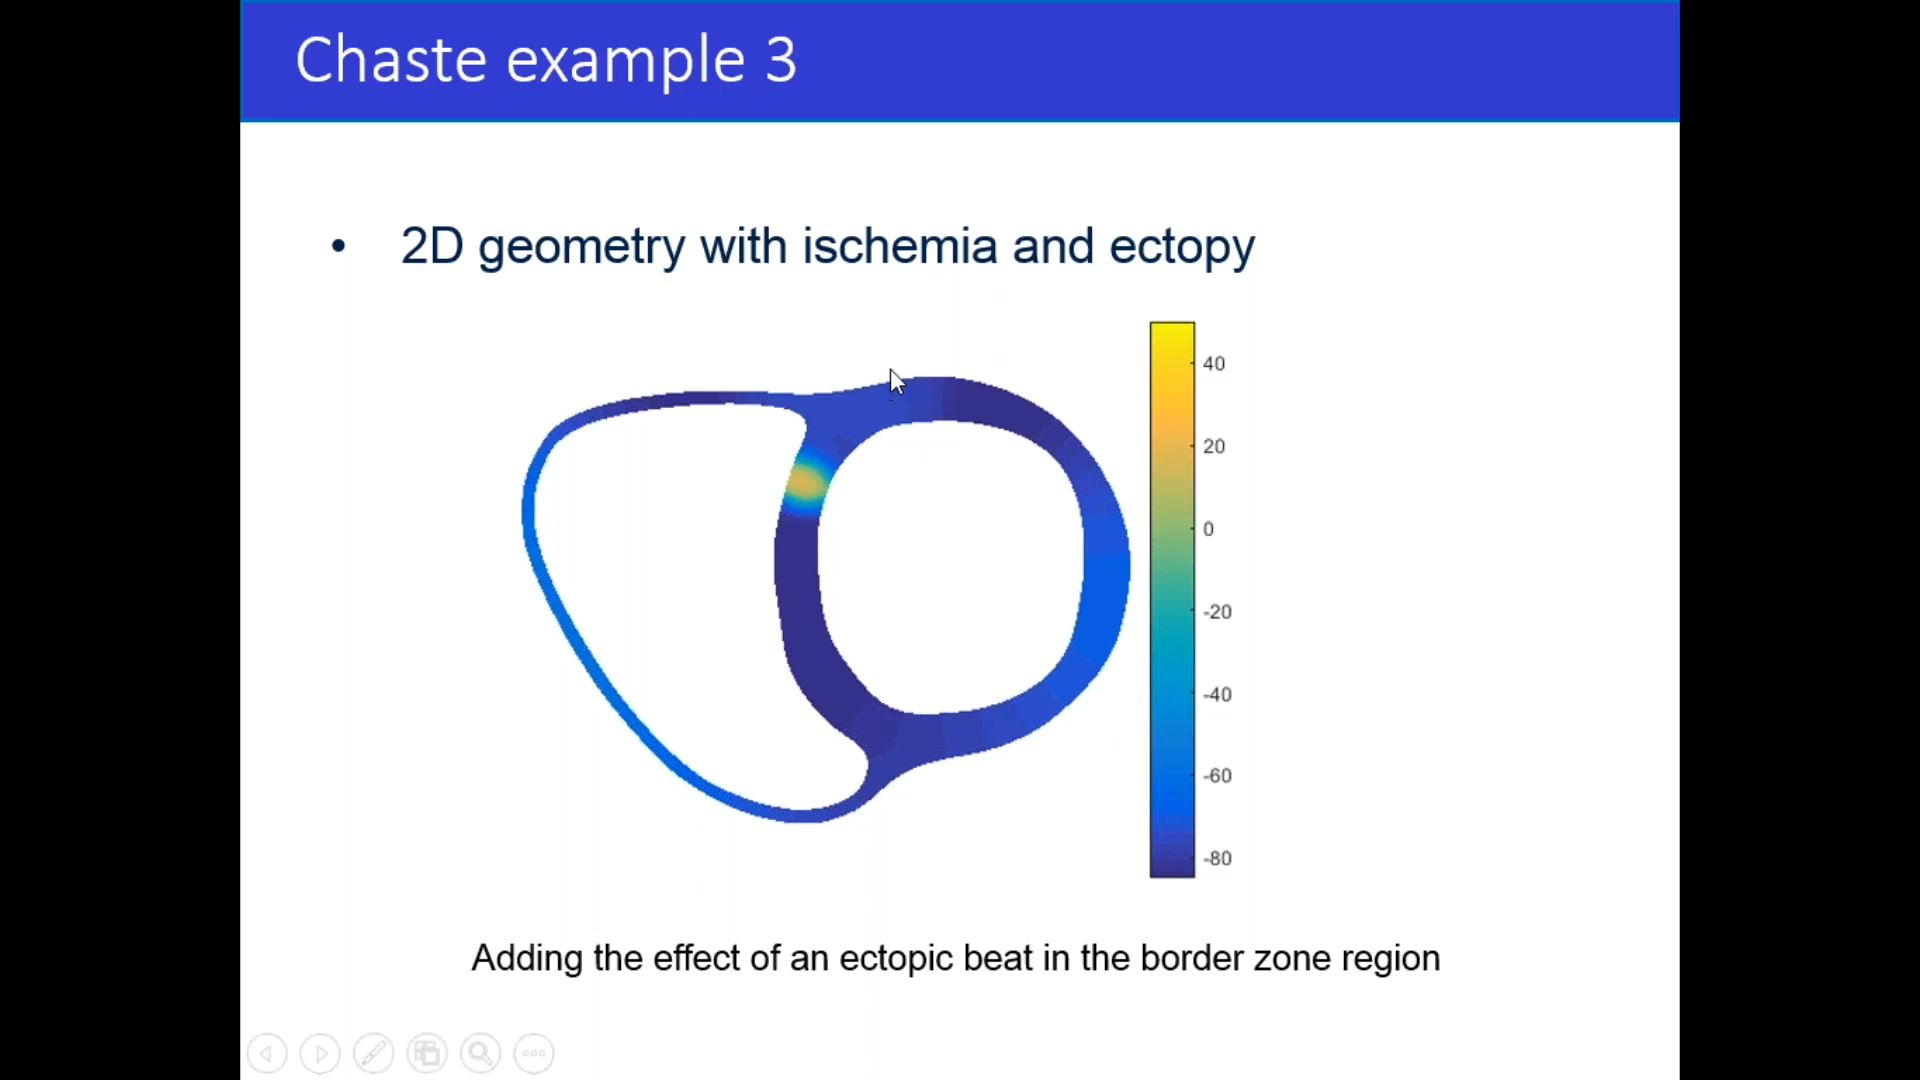 Chaste example 3
• 2D geometry with ischemia and ectopy
40
20
0
-20
-40
-60
-80
Adding the effect of an ectopic beat in the border zone region